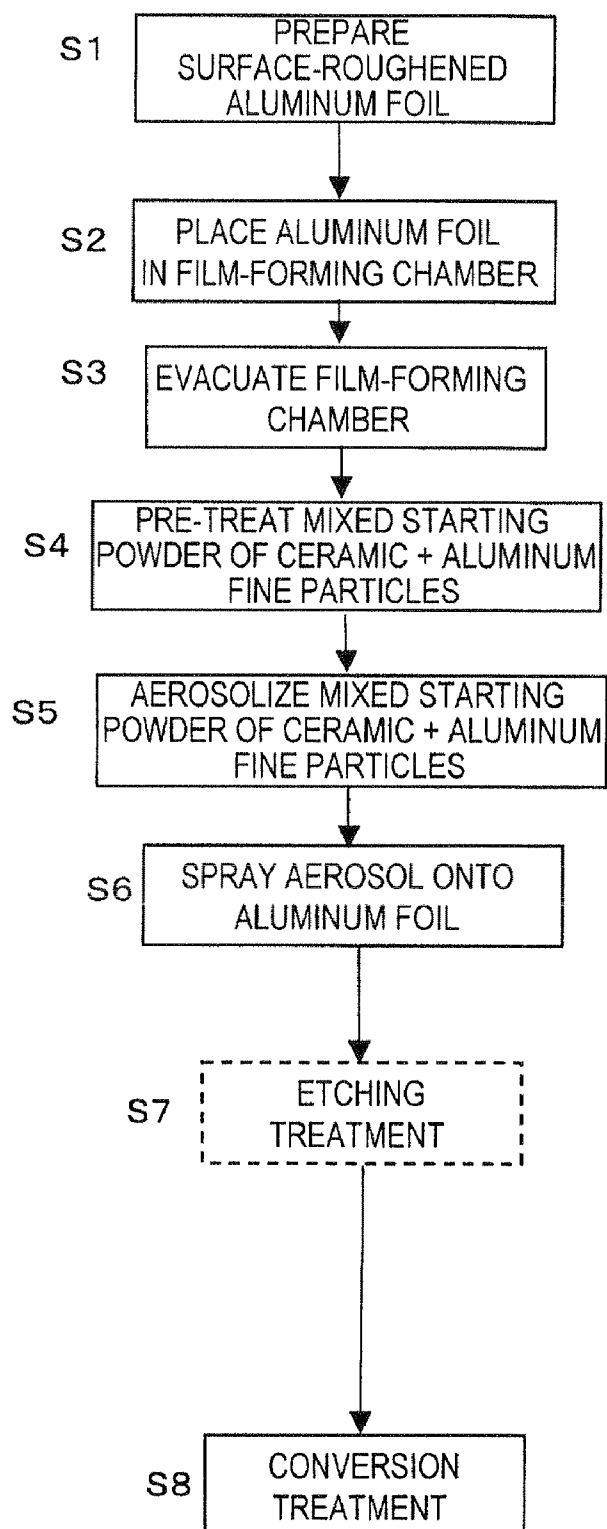 S1
PREPARE
SURFACE-ROUGHENED
ALUMINUM FOIL
S2
PLACE ALUMINUM FOIL
IN FILM-FORMING CHAMBER
S3
EVACUATE FILM-FORMING
CHAMBER
S4
PRE-TREAT MIXED STARTING
POWDER OF CERAMIC + ALUMINUM
FINE PARTICLES
S5
AEROSOLIZE MIXED STARTING
POWDER OF CERAMIC + ALUMINUM
FINE PARTICLES
S6
SPRAY AEROSOL ONTO
ALUMINUM FOIL
S7
ETCHING
TREATMENT
S8
CONVERSION
TREATMENT